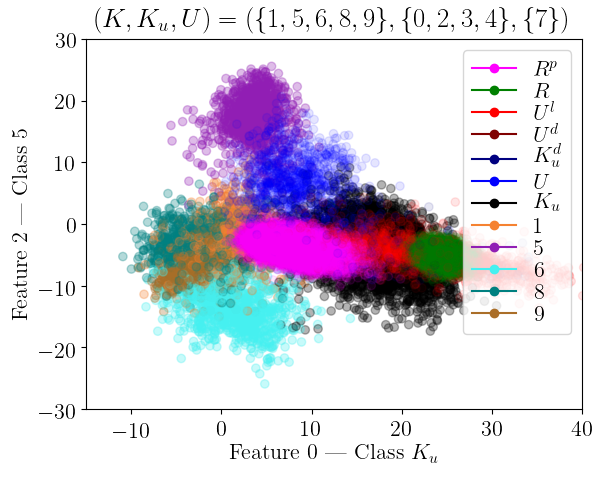 (K, K_u, U) = ({1, 5, 6, 8, 9}, {0, 2, 3, 4}, {7})
30
20
10
0
−10
−20
−30
Feature 2 — Class 5
R^p
R
U^l
U^d
K_u^d
U
K_u
1
5
6
8
9
−10 0 10 20 30 40
Feature 0 — Class K_u